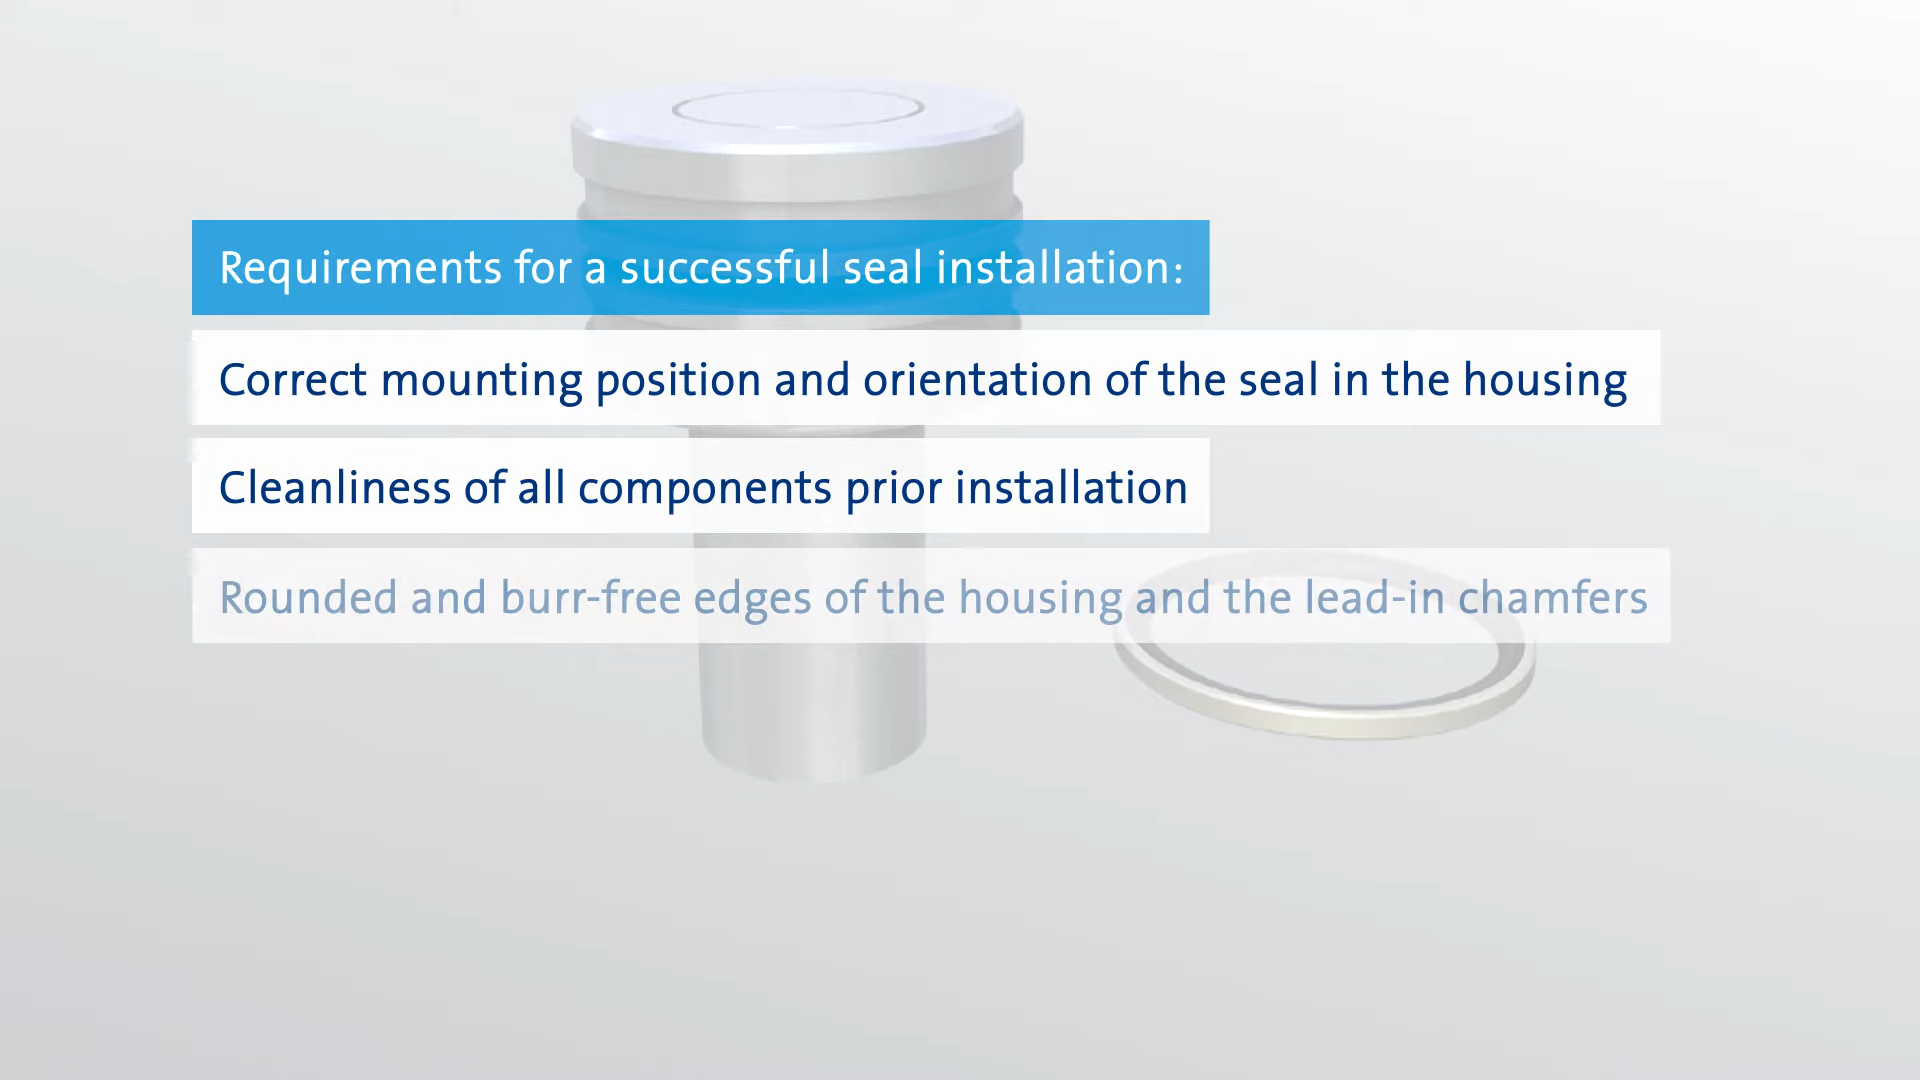 Requirements for a successful seal installation:
Correct mounting position and orientation of the seal in the housing
Cleanliness of all components prior installation
Rounded and burr-free edges of the housing and the lead-in chamfers